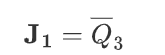 J₁ = Q̅₃